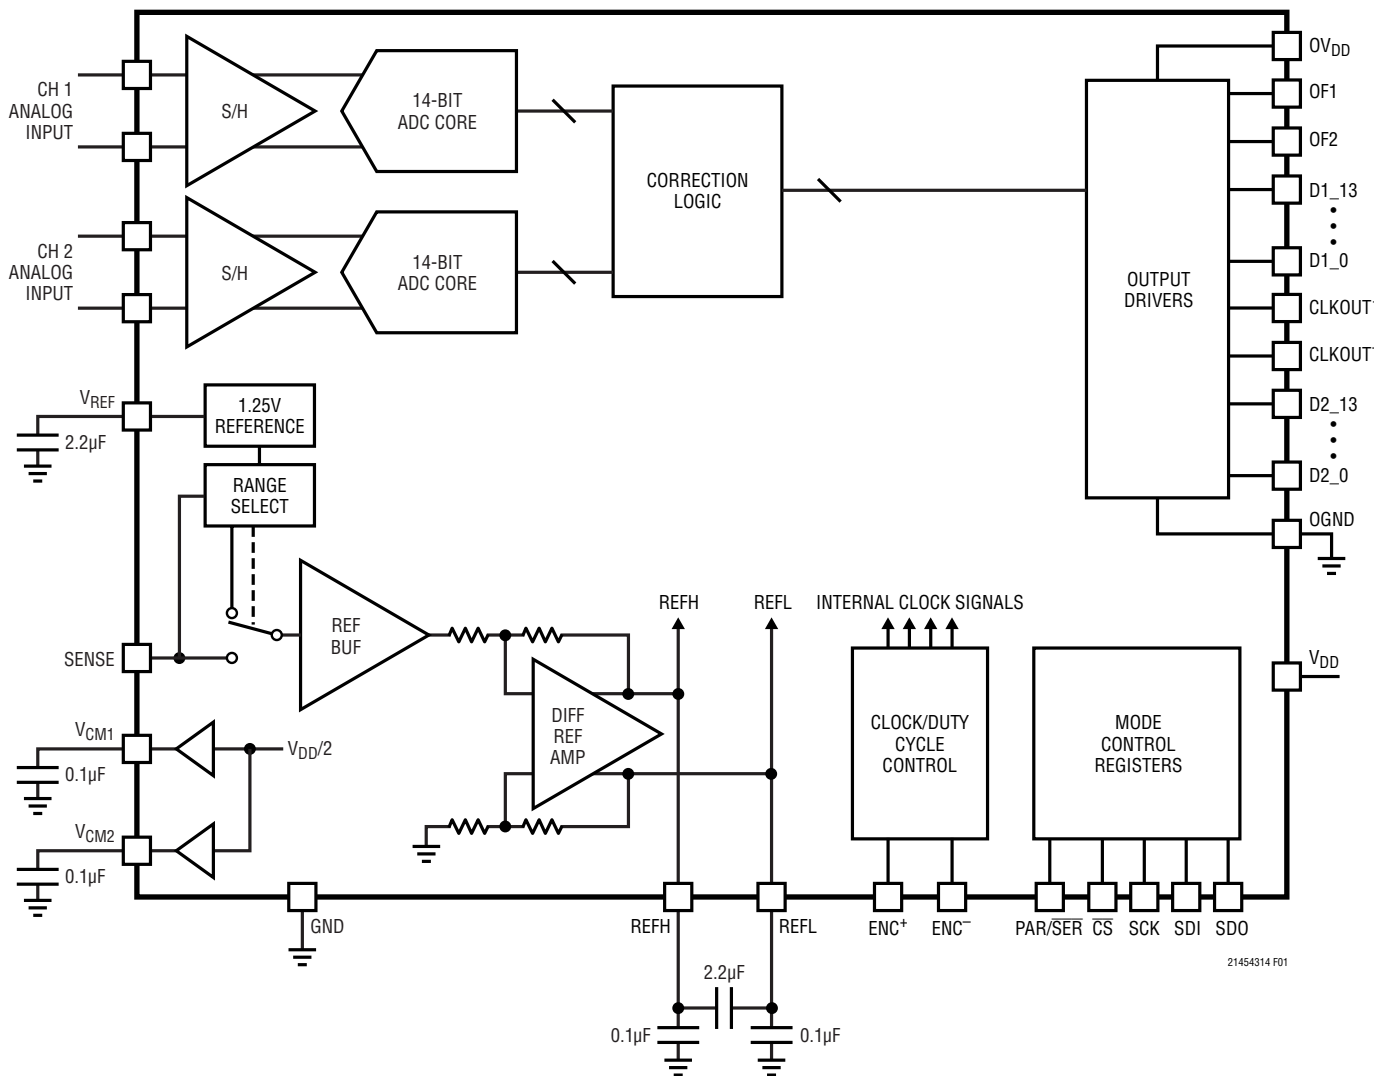 CH 1
ANALOG
INPUT
S/H
14-BIT
ADC CORE
CH 2
ANALOG
INPUT
S/H
14-BIT
ADC CORE
CORRECTION
LOGIC
OUTPUT
DRIVERS
OVDD
OF1
OF2
D1_13
D1_0
CLKOUT
CLKOUT
D2_13
D2_0
OGND
VDD
VREF
2.2µF
1.25V
REFERENCE
RANGE
SELECT
SENSE
REF
BUF
DIFF
REF
AMP
REFH
REFL
INTERNAL CLOCK SIGNALS
CLOCK/DUTY
CYCLE
CONTROL
MODE
CONTROL
REGISTERS
VCM1
0.1µF
VDD/2
VCM2
0.1µF
GND
REFH
REFL
ENC+
ENC–
PAR/S̅E̅R̅
C̅S̅
SCK
SDI
SDO
21454314 F01
2.2µF
0.1µF
0.1µF